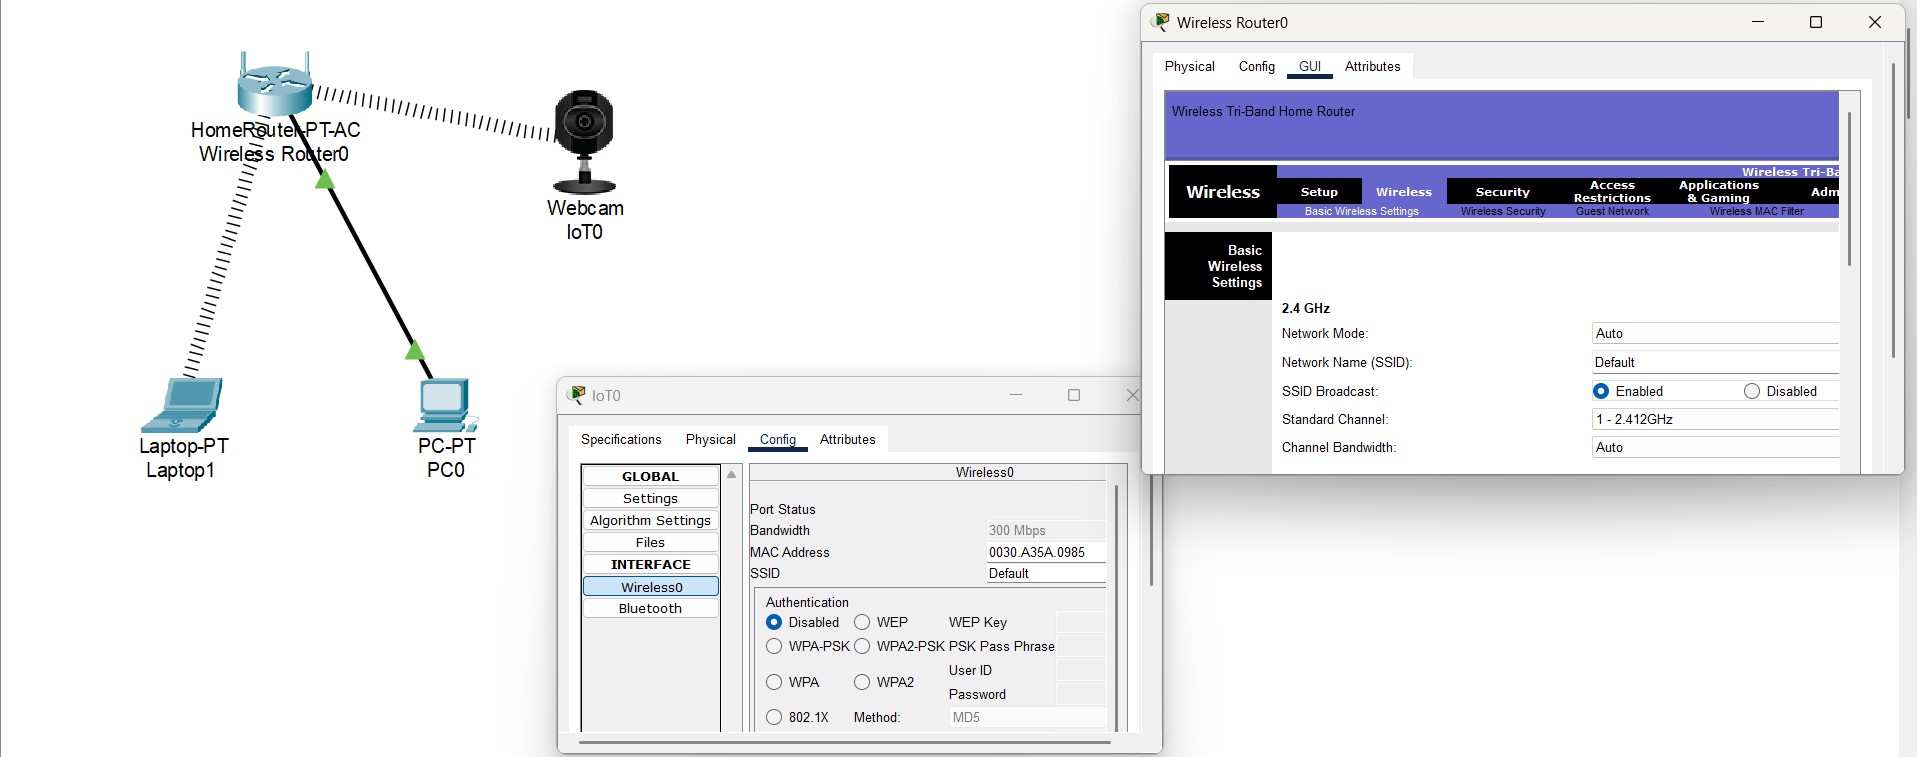 HomeRouter-PT-AC
Wireless Router0
Webcam
IoT0
Laptop-PT
Laptop1
PC-PT
PC0
IoT0
Specifications Physical Config Attributes
GLOBAL
Settings
Algorithm Settings
Files
INTERFACE
Wireless0
Bluetooth
Wireless0
Port Status
Bandwidth 300 Mbps
MAC Address 0030.A35A.0985
SSID Default
Authentication
Disabled WEP WEP Key
WPA-PSK WPA2-PSK PSK Pass Phrase
User ID
WPA WPA2
Password
802.1X Method: MD5
Wireless Router0
Physical Config GUI Attributes
Wireless Tri-Band Home Router
Wireless Tri-Ba
Wireless Setup Wireless Security Access Restrictions Applications & Gaming Adm
Basic Wireless Settings Wireless Security Guest Network Wireless MAC Filter
Basic
Wireless
Settings
2.4 GHz
Network Mode: Auto
Network Name (SSID): Default
SSID Broadcast: Enabled Disabled
Standard Channel: 1 - 2.412GHz
Channel Bandwidth: Auto